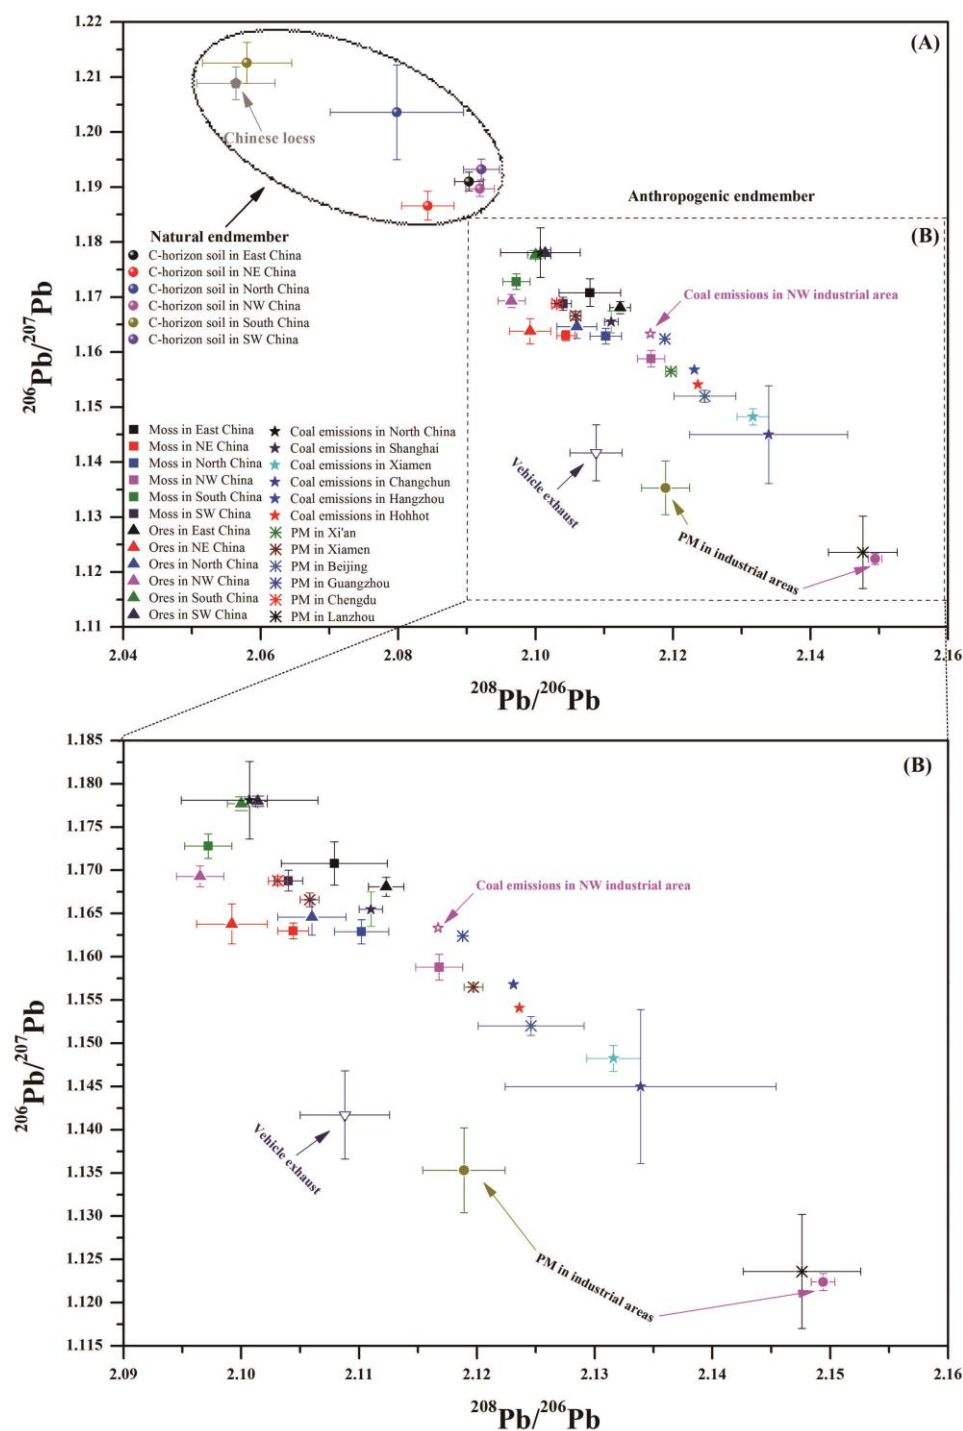 (A)
1.22
1.21
1.20
1.19
1.18
1.17
1.16
1.15
1.14
1.13
1.12
1.11
²⁰⁶Pb/²⁰⁷Pb
Chinese loess
Natural endmember
Anthropogenic endmember
(B)
C-horizon soil in East China
C-horizon soil in NE China
C-horizon soil in North China
C-horizon soil in NW China
C-horizon soil in South China
C-horizon soil in SW China
Coal emissions in NW industrial area
Moss in East China
Moss in NE China
Moss in North China
Moss in NW China
Moss in South China
Moss in SW China
Ores in East China
Ores in NE China
Ores in North China
Ores in NW China
Ores in South China
Ores in SW China
Coal emissions in North China
Coal emissions in Shanghai
Coal emissions in Xiamen
Coal emissions in Changchun
Coal emissions in Hangzhou
Coal emissions in Hohhot
PM in Xi'an
PM in Xiamen
PM in Beijing
PM in Guangzhou
PM in Chengdu
PM in Lanzhou
Vehicle exhaust
PM in industrial areas
2.04
2.06
2.08
2.10
2.12
2.14
2.16
²⁰⁸Pb/²⁰⁶Pb
(B)
1.185
1.180
1.175
1.170
1.165
1.160
1.155
1.150
1.145
1.140
1.135
1.130
1.125
1.120
1.115
²⁰⁶Pb/²⁰⁷Pb
Coal emissions in NW industrial area
Vehicle exhaust
PM in industrial areas
2.09
2.10
2.11
2.12
2.13
2.14
2.15
2.16
²⁰⁸Pb/²⁰⁶Pb